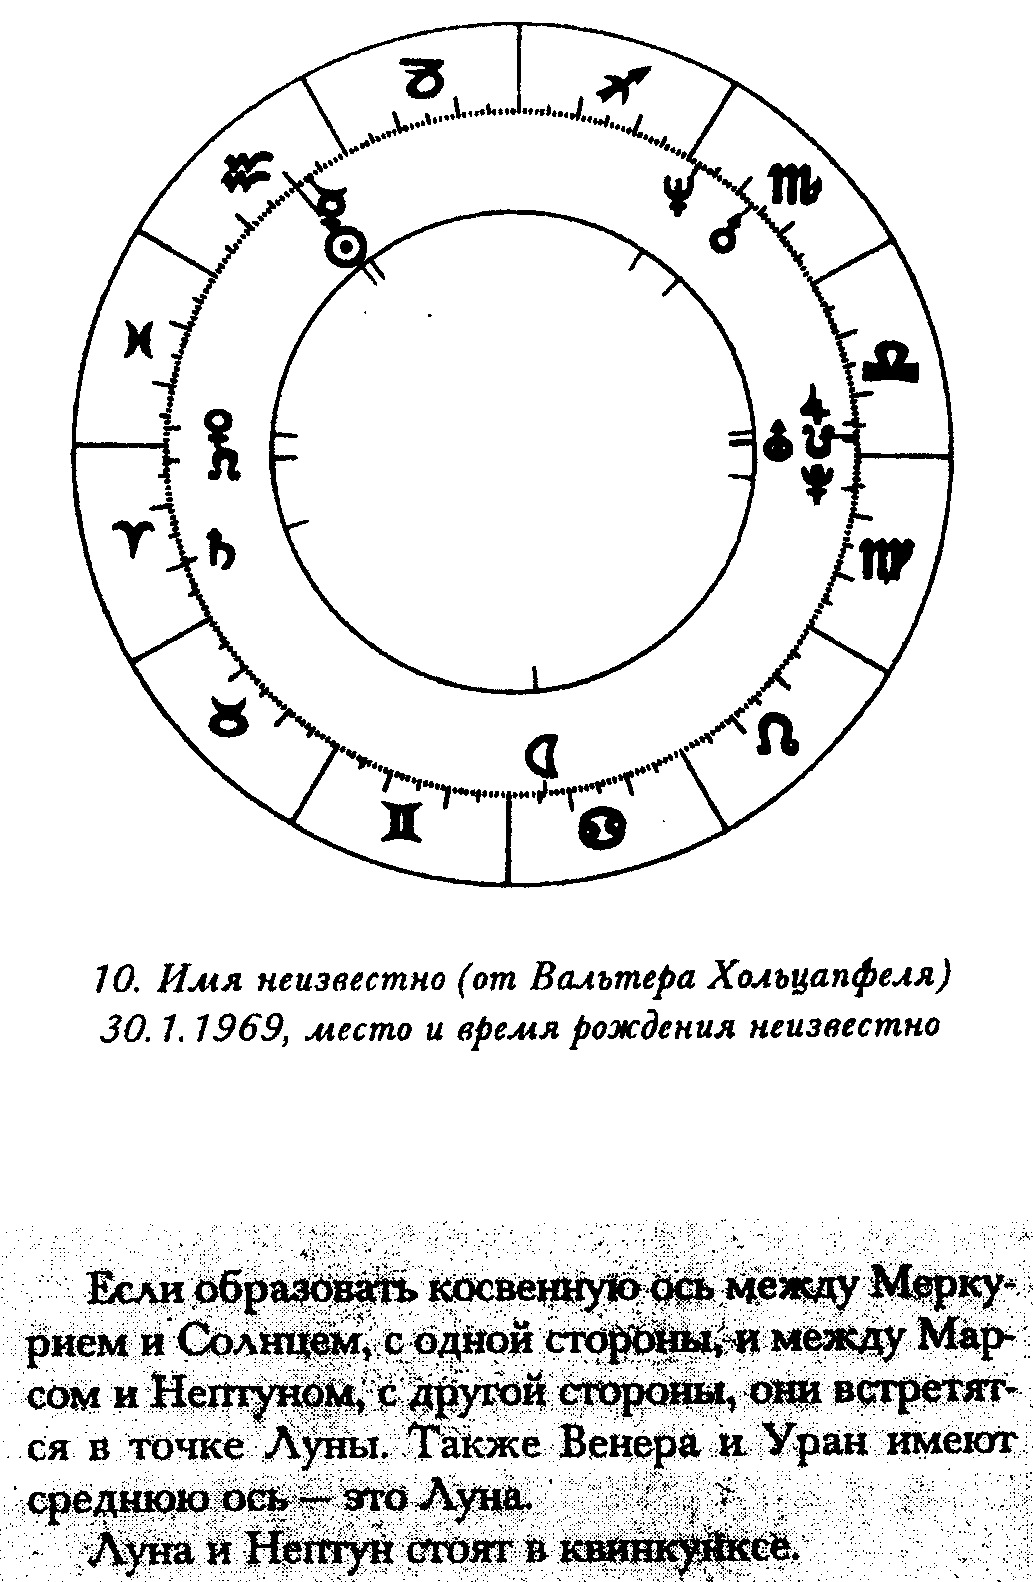 10. Имя неизвестно (от Вальтера Хольцапфеля)
30.1.1969, место и время рождения неизвестно
Если образовать косвенную ось между Мерку-
рием и Солнцем, с одной стороны, и между Мар-
сом и Нептуном, с другой стороны, они встретят-
ся в точке Луны. Также Венера и Уран имеют
среднюю ось — это Луна.
Луна и Нептун стоят в квинкунксе.